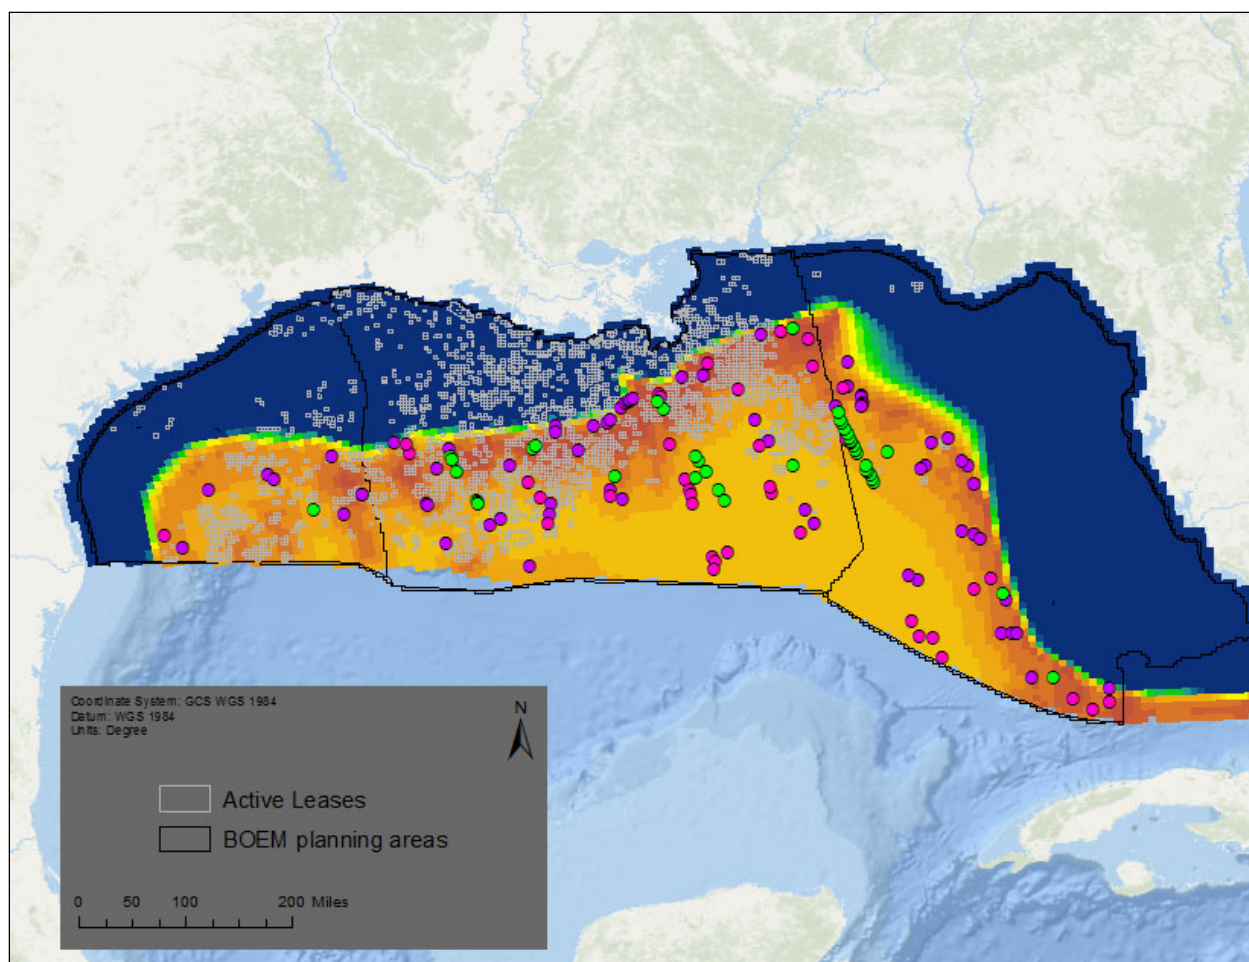 Coordinate System: GCS WGS 1984
Datum: WGS 1984
Units: Degree
N
Active Leases
BOEM planning areas
0 50 100 200 Miles